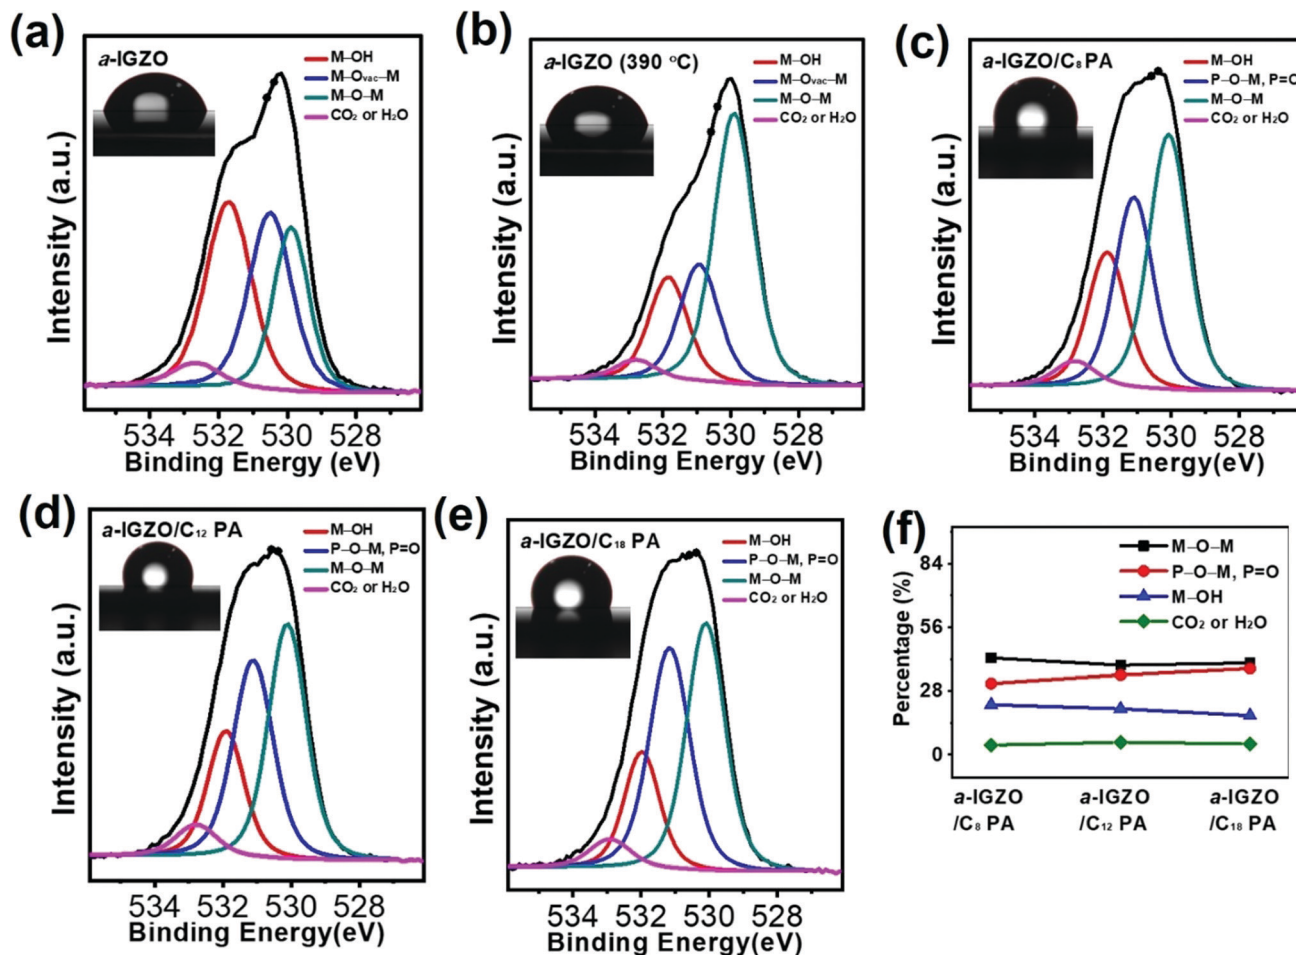 (a)
a-IGZO
M–OH
M–Ovac–M
M–O–M
CO₂ or H₂O
Intensity (a.u.)
534 532 530 528
Binding Energy (eV)
(b)
a-IGZO (390 °C)
M–OH
M–Ovac–M
M–O–M
CO₂ or H₂O
Intensity (a.u.)
534 532 530 528
Binding Energy (eV)
(c)
a-IGZO/C₈ PA
M–OH
P–O–M, P=O
M–O–M
CO₂ or H₂O
Intensity (a.u.)
534 532 530 528
Binding Energy(eV)
(d)
a-IGZO/C₁₂ PA
M–OH
P–O–M, P=O
M–O–M
CO₂ or H₂O
Intensity (a.u.)
534 532 530 528
Binding Energy(eV)
(e)
a-IGZO/C₁₈ PA
M–OH
P–O–M, P=O
M–O–M
CO₂ or H₂O
Intensity (a.u.)
534 532 530 528
Binding Energy(eV)
(f)
M–O–M
P–O–M, P=O
M–OH
CO₂ or H₂O
Percentage (%)
84
56
28
0
a-IGZO
/C₈ PA
a-IGZO
/C₁₂ PA
a-IGZO
/C₁₈ PA